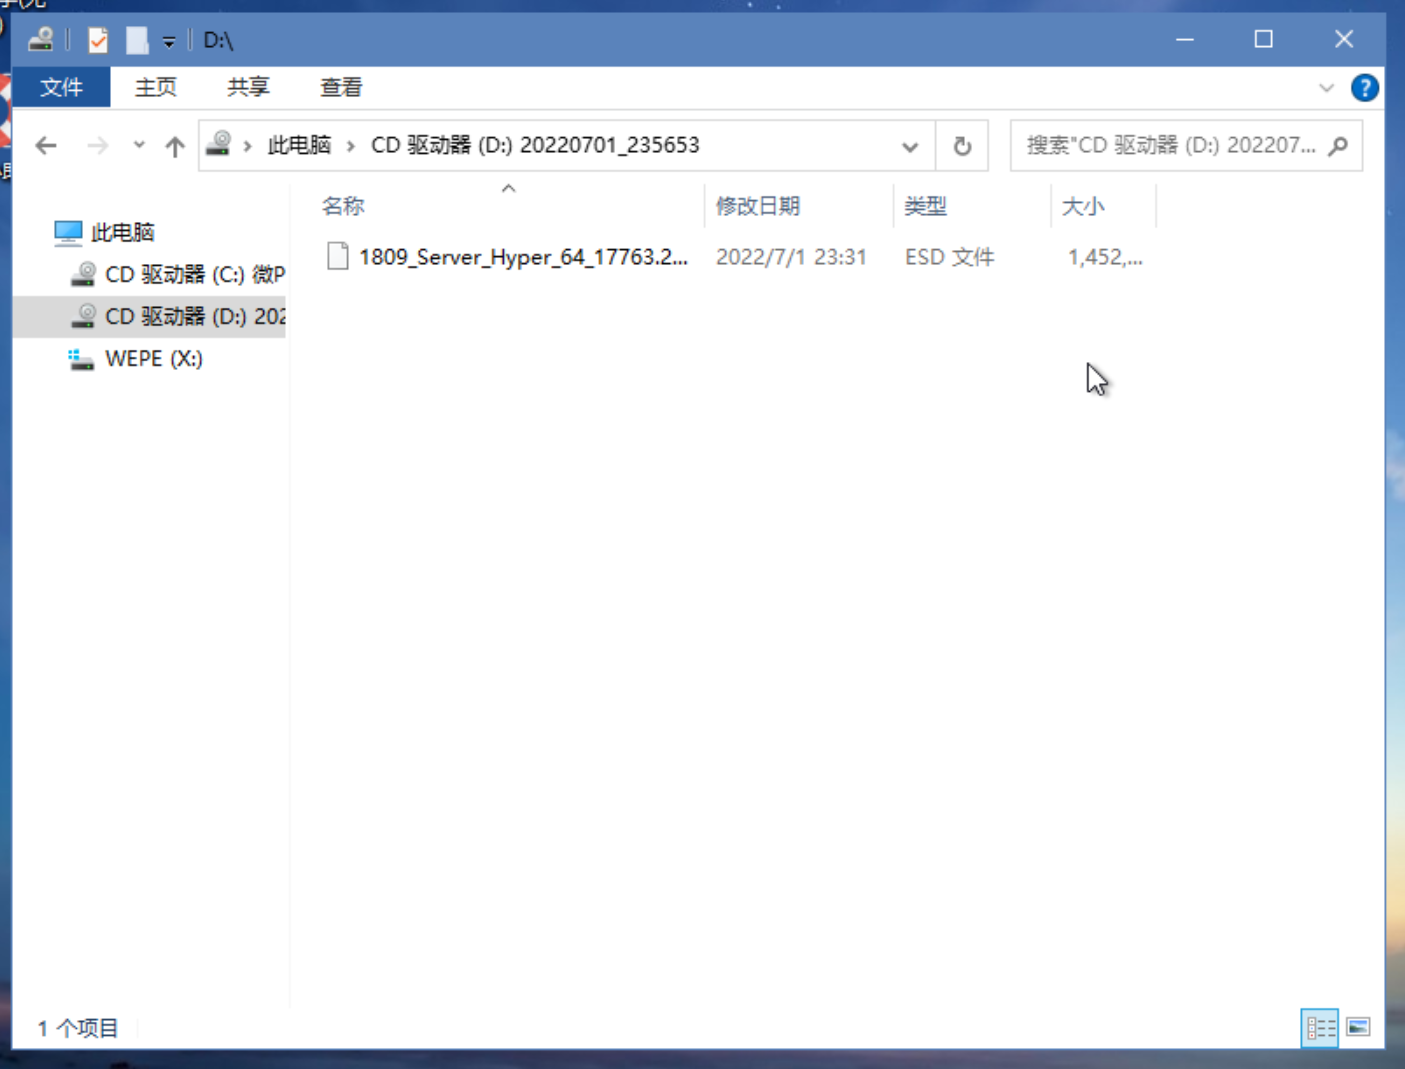 D:\
文件 主页 共享 查看
此电脑 CD 驱动器 (D:) 20220701_235653
搜索"CD 驱动器 (D:) 202207...
名称 修改日期 类型 大小
此电脑
CD 驱动器 (C:) 微P
CD 驱动器 (D:) 202
WEPE (X:)
1809_Server_Hyper_64_17763.2... 2022/7/1 23:31 ESD 文件 1,452,...
1 个项目